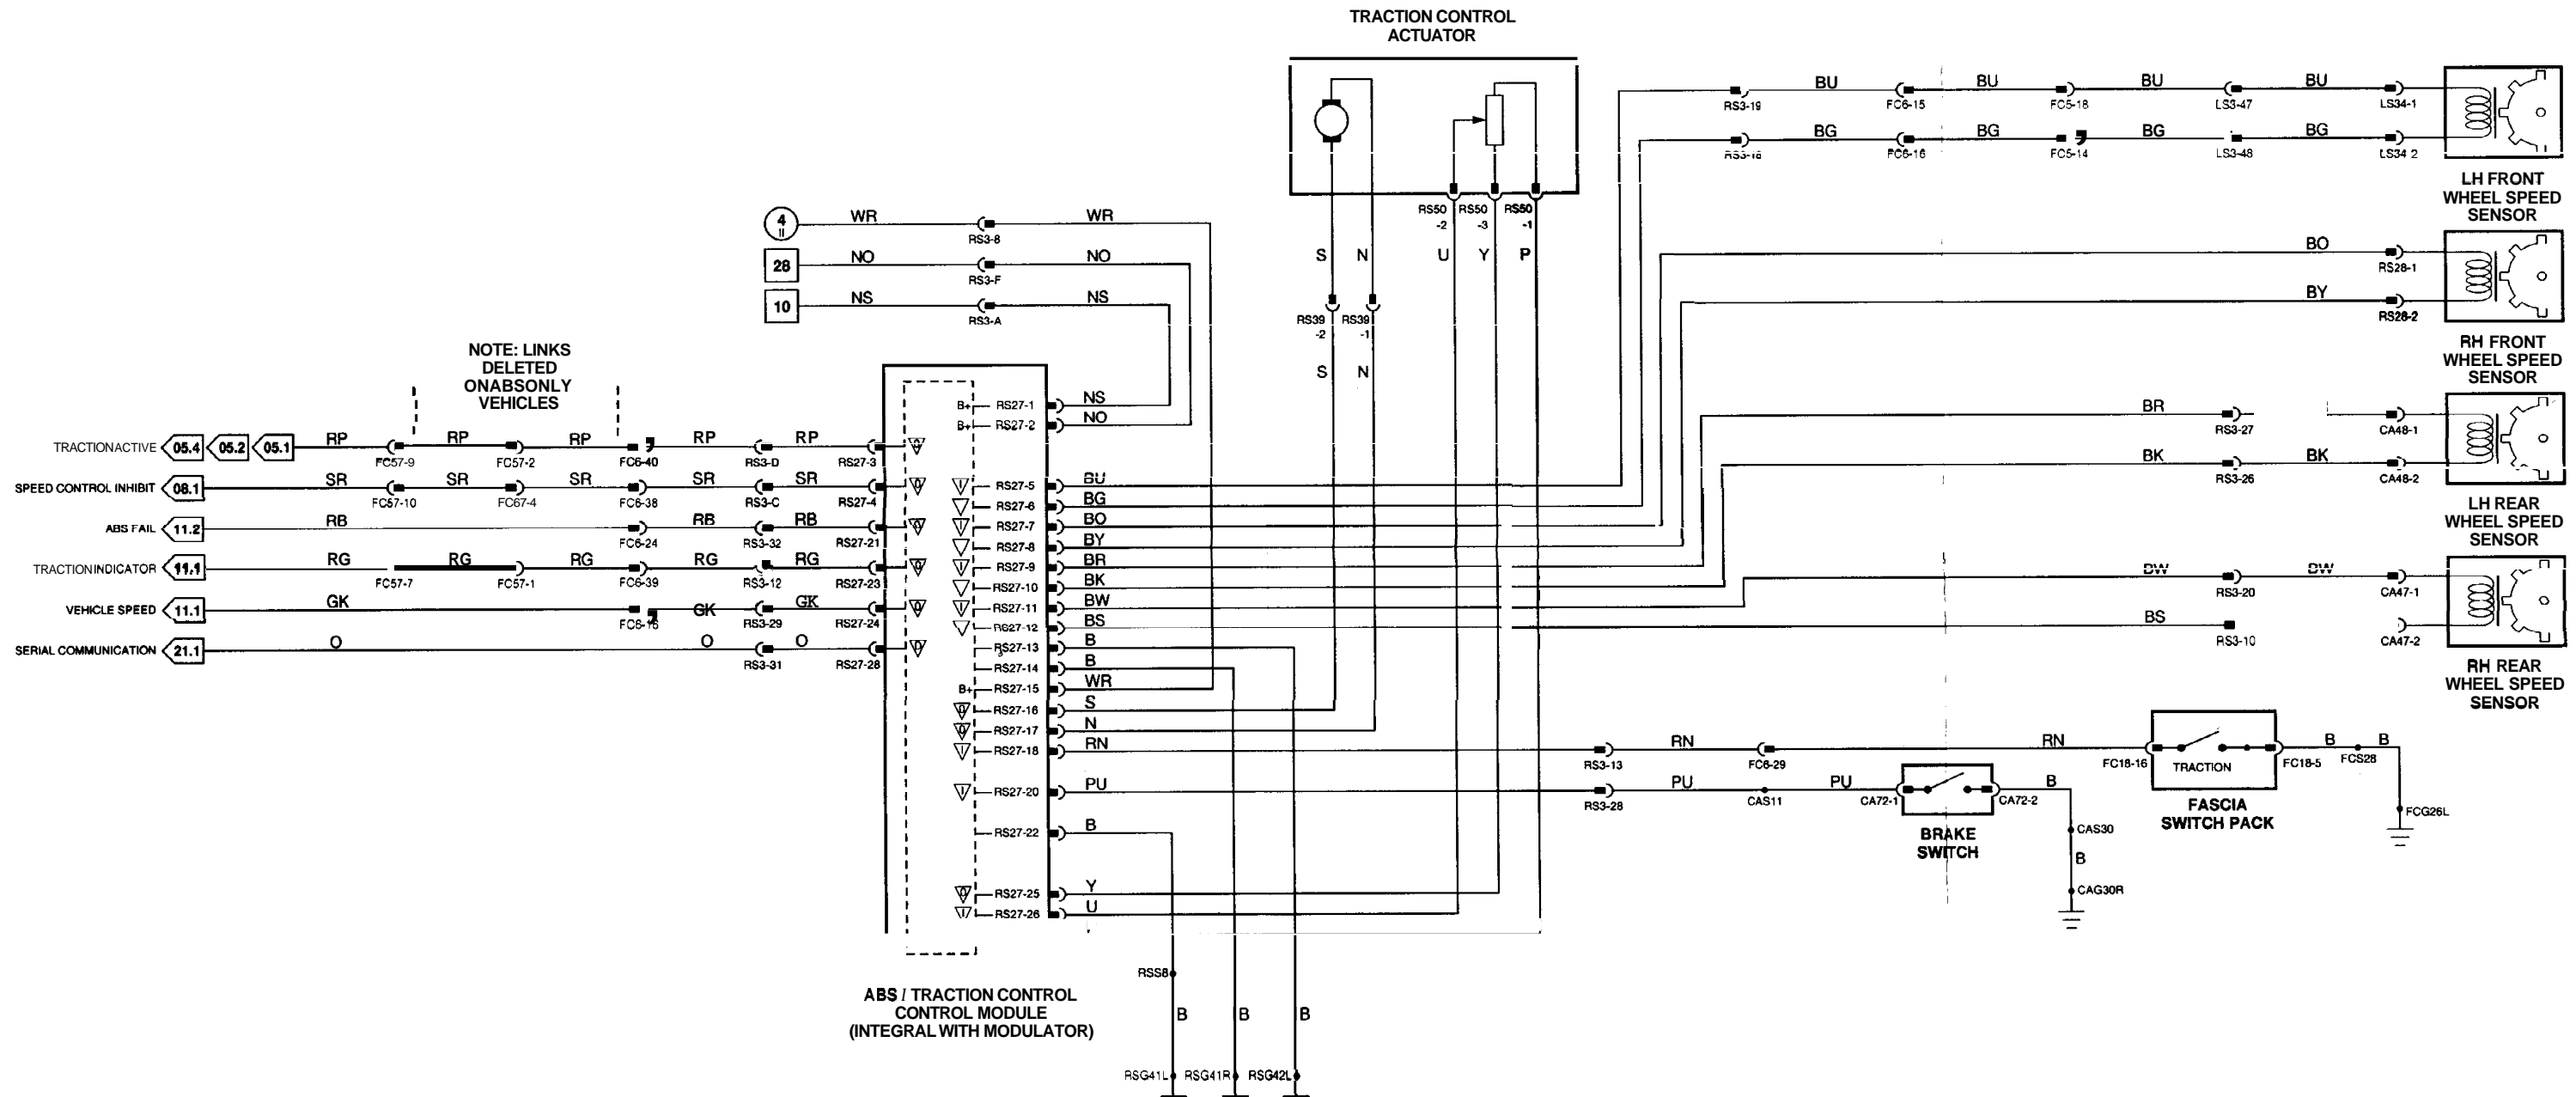 TRACTION CONTROL
ACTUATOR
BU BU BU BU
RS3-19 FC6-15 FC5-18 LS3-47 LS34-1
BG BG BG BG
RS3-18 FC6-16 FC5-14 LS3-48 LS34 2
LH FRONT
WHEEL SPEED
SENSOR
RS50 RS50 RS50
-2 -3 -1
4
II
WR WR
RS3-8
28
NO NO
RS3-F
10
NS NS
RS3-A
S N U Y P
RS39 RS39
-2 -1
S N
BO
RS28-1
BY
RS28-2
RH FRONT
WHEEL SPEED
SENSOR
NOTE: LINKS
DELETED
ONABSONLY
VEHICLES
B+ RS27-1 NS
B+ RS27-2 NO
BR
RS3-27 CA48-1
BK BK
RS3-26 CA48-2
LH REAR
WHEEL SPEED
SENSOR
TRACTIONACTIVE 05.4 05.2 05.1 RP RP RP RP RP
FC57-9 FC57-2 FC6-40 RS3-D RS27-3 O
SPEED CONTROL INHIBIT 08.1 SR SR SR SR SR
FC57-10 FC67-4 FC6-38 RS3-C RS27-4 O
ABS FAIL 11.2 RB RB RB
FC6-24 RS3-32 RS27-21 O
TRACTIONINDICATOR 11.1 RG RG RG RG RG
FC57-7 FC57-1 FC6-39 RS3-12 RS27-23 O
VEHICLE SPEED 11.1 GK GK GK
FC6-16 RS3-29 RS27-24 O
SERIAL COMMUNICATION 21.1 O O O
RS3-31 RS27-28 D
I RS27-5 BU
RS27-6 BG
I RS27-7 BO
RS27-8 BY
I RS27-9 BR
RS27-10 BK
I RS27-11 BW
RS27-12 BS
RS27-13 B
RS27-14 B
B+ RS27-15 WR
O RS27-16 S
O RS27-17 N
I RS27-18 RN
I RS27-20 PU
RS27-22 B
O RS27-25 Y
I RS27-26 U
BW BW
RS3-20 CA47-1
BS
RS3-10 CA47-2
RH REAR
WHEEL SPEED
SENSOR
RN RN
RS3-13 FC6-29 FC18-16 TRACTION FC18-5
B B
FCS28
FCG26L
FASCIA
SWITCH PACK
PU PU
RS3-28 CAS11 CA72-1 CA72-2
B
CAS30
B
CAG30R
BRAKE
SWITCH
RSS8
ABS / TRACTION CONTROL
CONTROL MODULE
(INTEGRAL WITH MODULATOR)
B B B
RSG41L RSG41R RSG42L